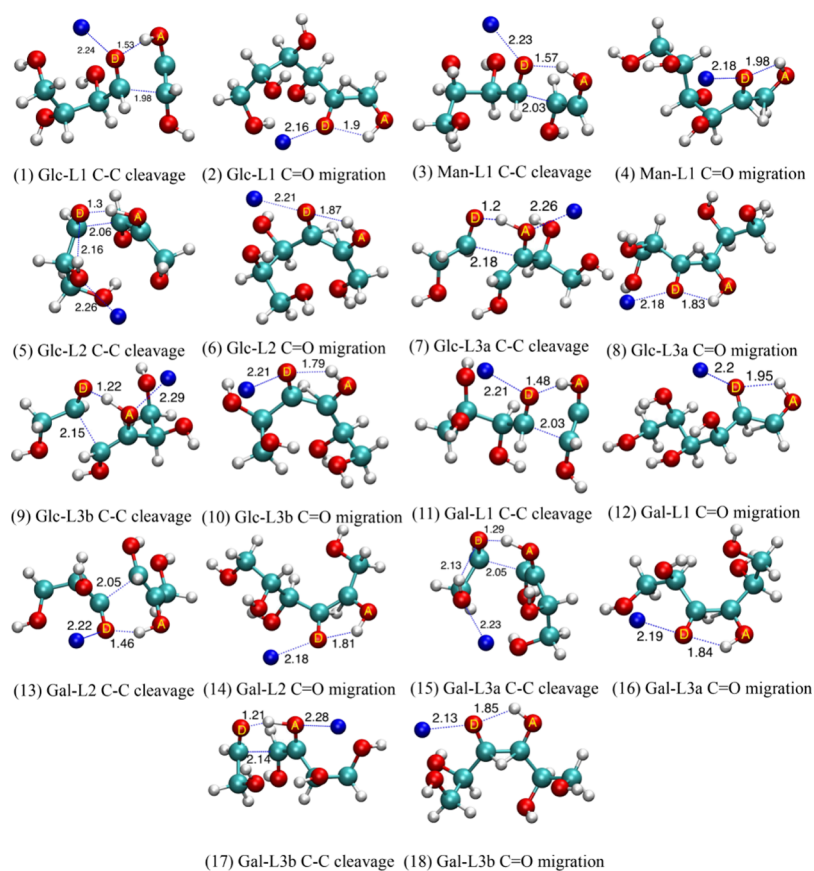 2.24 1.53 D A 1.98
2.16 D 1.9 A
2.23 D 1.57 A 2.03
2.18 D 1.98 A
(1) Glc-L1 C-C cleavage (2) Glc-L1 C=O migration (3) Man-L1 C-C cleavage (4) Man-L1 C=O migration
D 1.3 A 2.06 2.16 2.26
2.21 D 1.87 A
D 1.2 A 2.26 2.18
2.18 D 1.83 A
(5) Glc-L2 C-C cleavage (6) Glc-L2 C=O migration (7) Glc-L3a C-C cleavage (8) Glc-L3a C=O migration
D 1.22 A 2.29 2.15
2.21 D 1.79 A
2.21 D 1.48 A 2.03
2.2 D 1.95 A
(9) Glc-L3b C-C cleavage (10) Glc-L3b C=O migration (11) Gal-L1 C-C cleavage (12) Gal-L1 C=O migration
2.05 2.22 D 1.46 A
2.18 D 1.81 A
1.29 D A 2.13 2.05 2.23
2.19 D 1.84 A
(13) Gal-L2 C-C cleavage (14) Gal-L2 C=O migration (15) Gal-L3a C-C cleavage (16) Gal-L3a C=O migration
D 1.21 A 2.28 2.14
2.13 D 1.85 A
(17) Gal-L3b C-C cleavage (18) Gal-L3b C=O migration